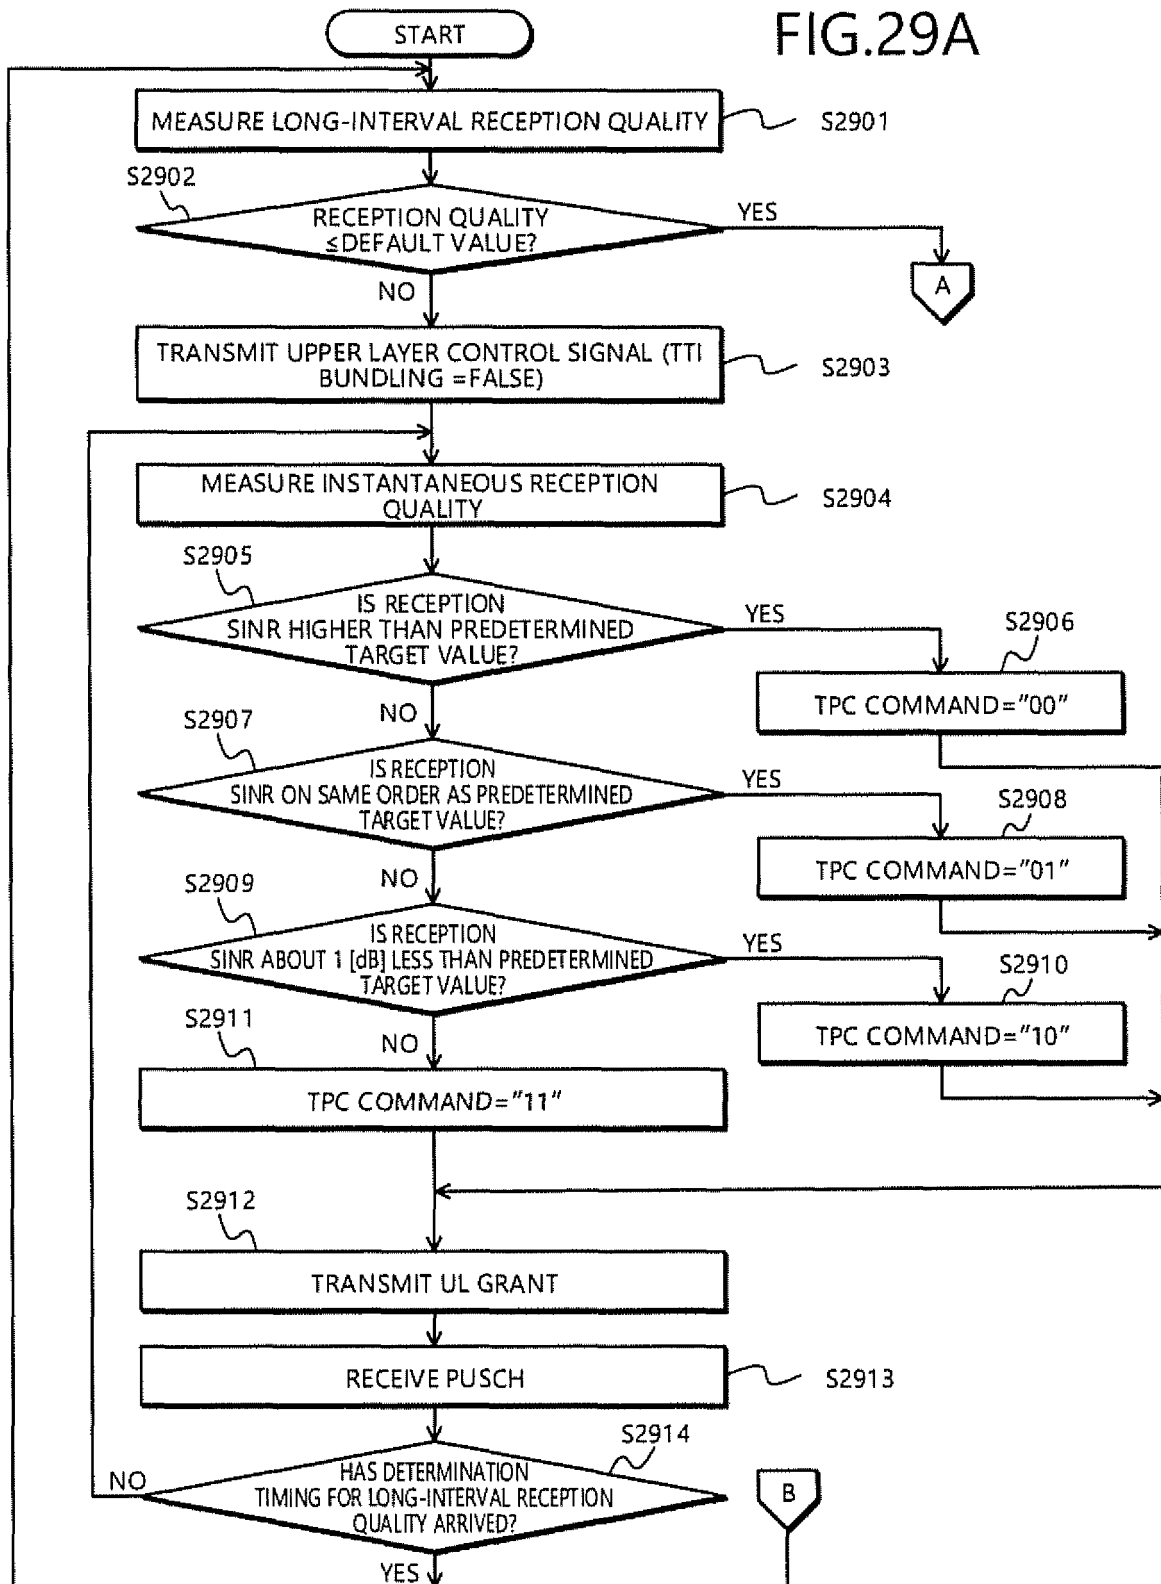 FIG.29A
START
MEASURE LONG-INTERVAL RECEPTION QUALITY
S2901
S2902
RECEPTION QUALITY
≤DEFAULT VALUE?
YES
A
NO
TRANSMIT UPPER LAYER CONTROL SIGNAL (TTI
BUNDLING =FALSE)
S2903
MEASURE INSTANTANEOUS RECEPTION
QUALITY
S2904
S2905
IS RECEPTION
SINR HIGHER THAN PREDETERMINED
TARGET VALUE?
YES
S2906
TPC COMMAND="00"
NO
S2907
IS RECEPTION
SINR ON SAME ORDER AS PREDETERMINED
TARGET VALUE?
YES
S2908
TPC COMMAND="01"
NO
S2909
IS RECEPTION
SINR ABOUT 1 [dB] LESS THAN PREDETERMINED
TARGET VALUE?
YES
S2910
TPC COMMAND="10"
NO
S2911
TPC COMMAND="11"
S2912
TRANSMIT UL GRANT
RECEIVE PUSCH
S2913
S2914
HAS DETERMINATION
TIMING FOR LONG-INTERVAL RECEPTION
QUALITY ARRIVED?
NO
B
YES